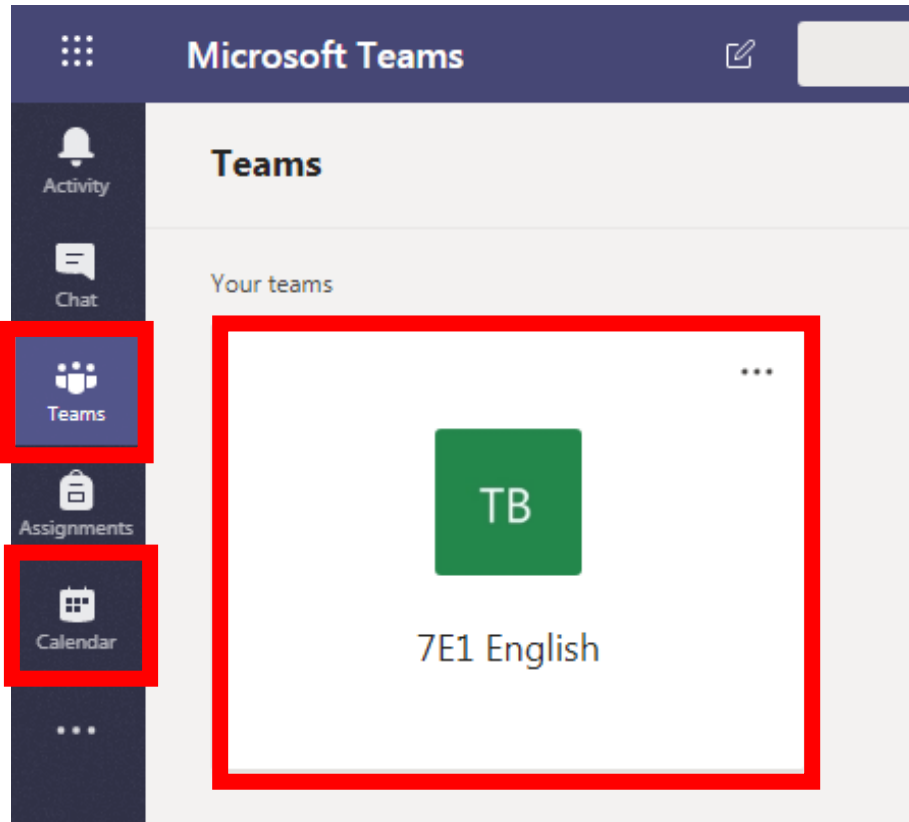 Microsoft Teams
Activity
Chat
Teams
Assignments
Calendar
Teams
Your teams
TB
7E1 English